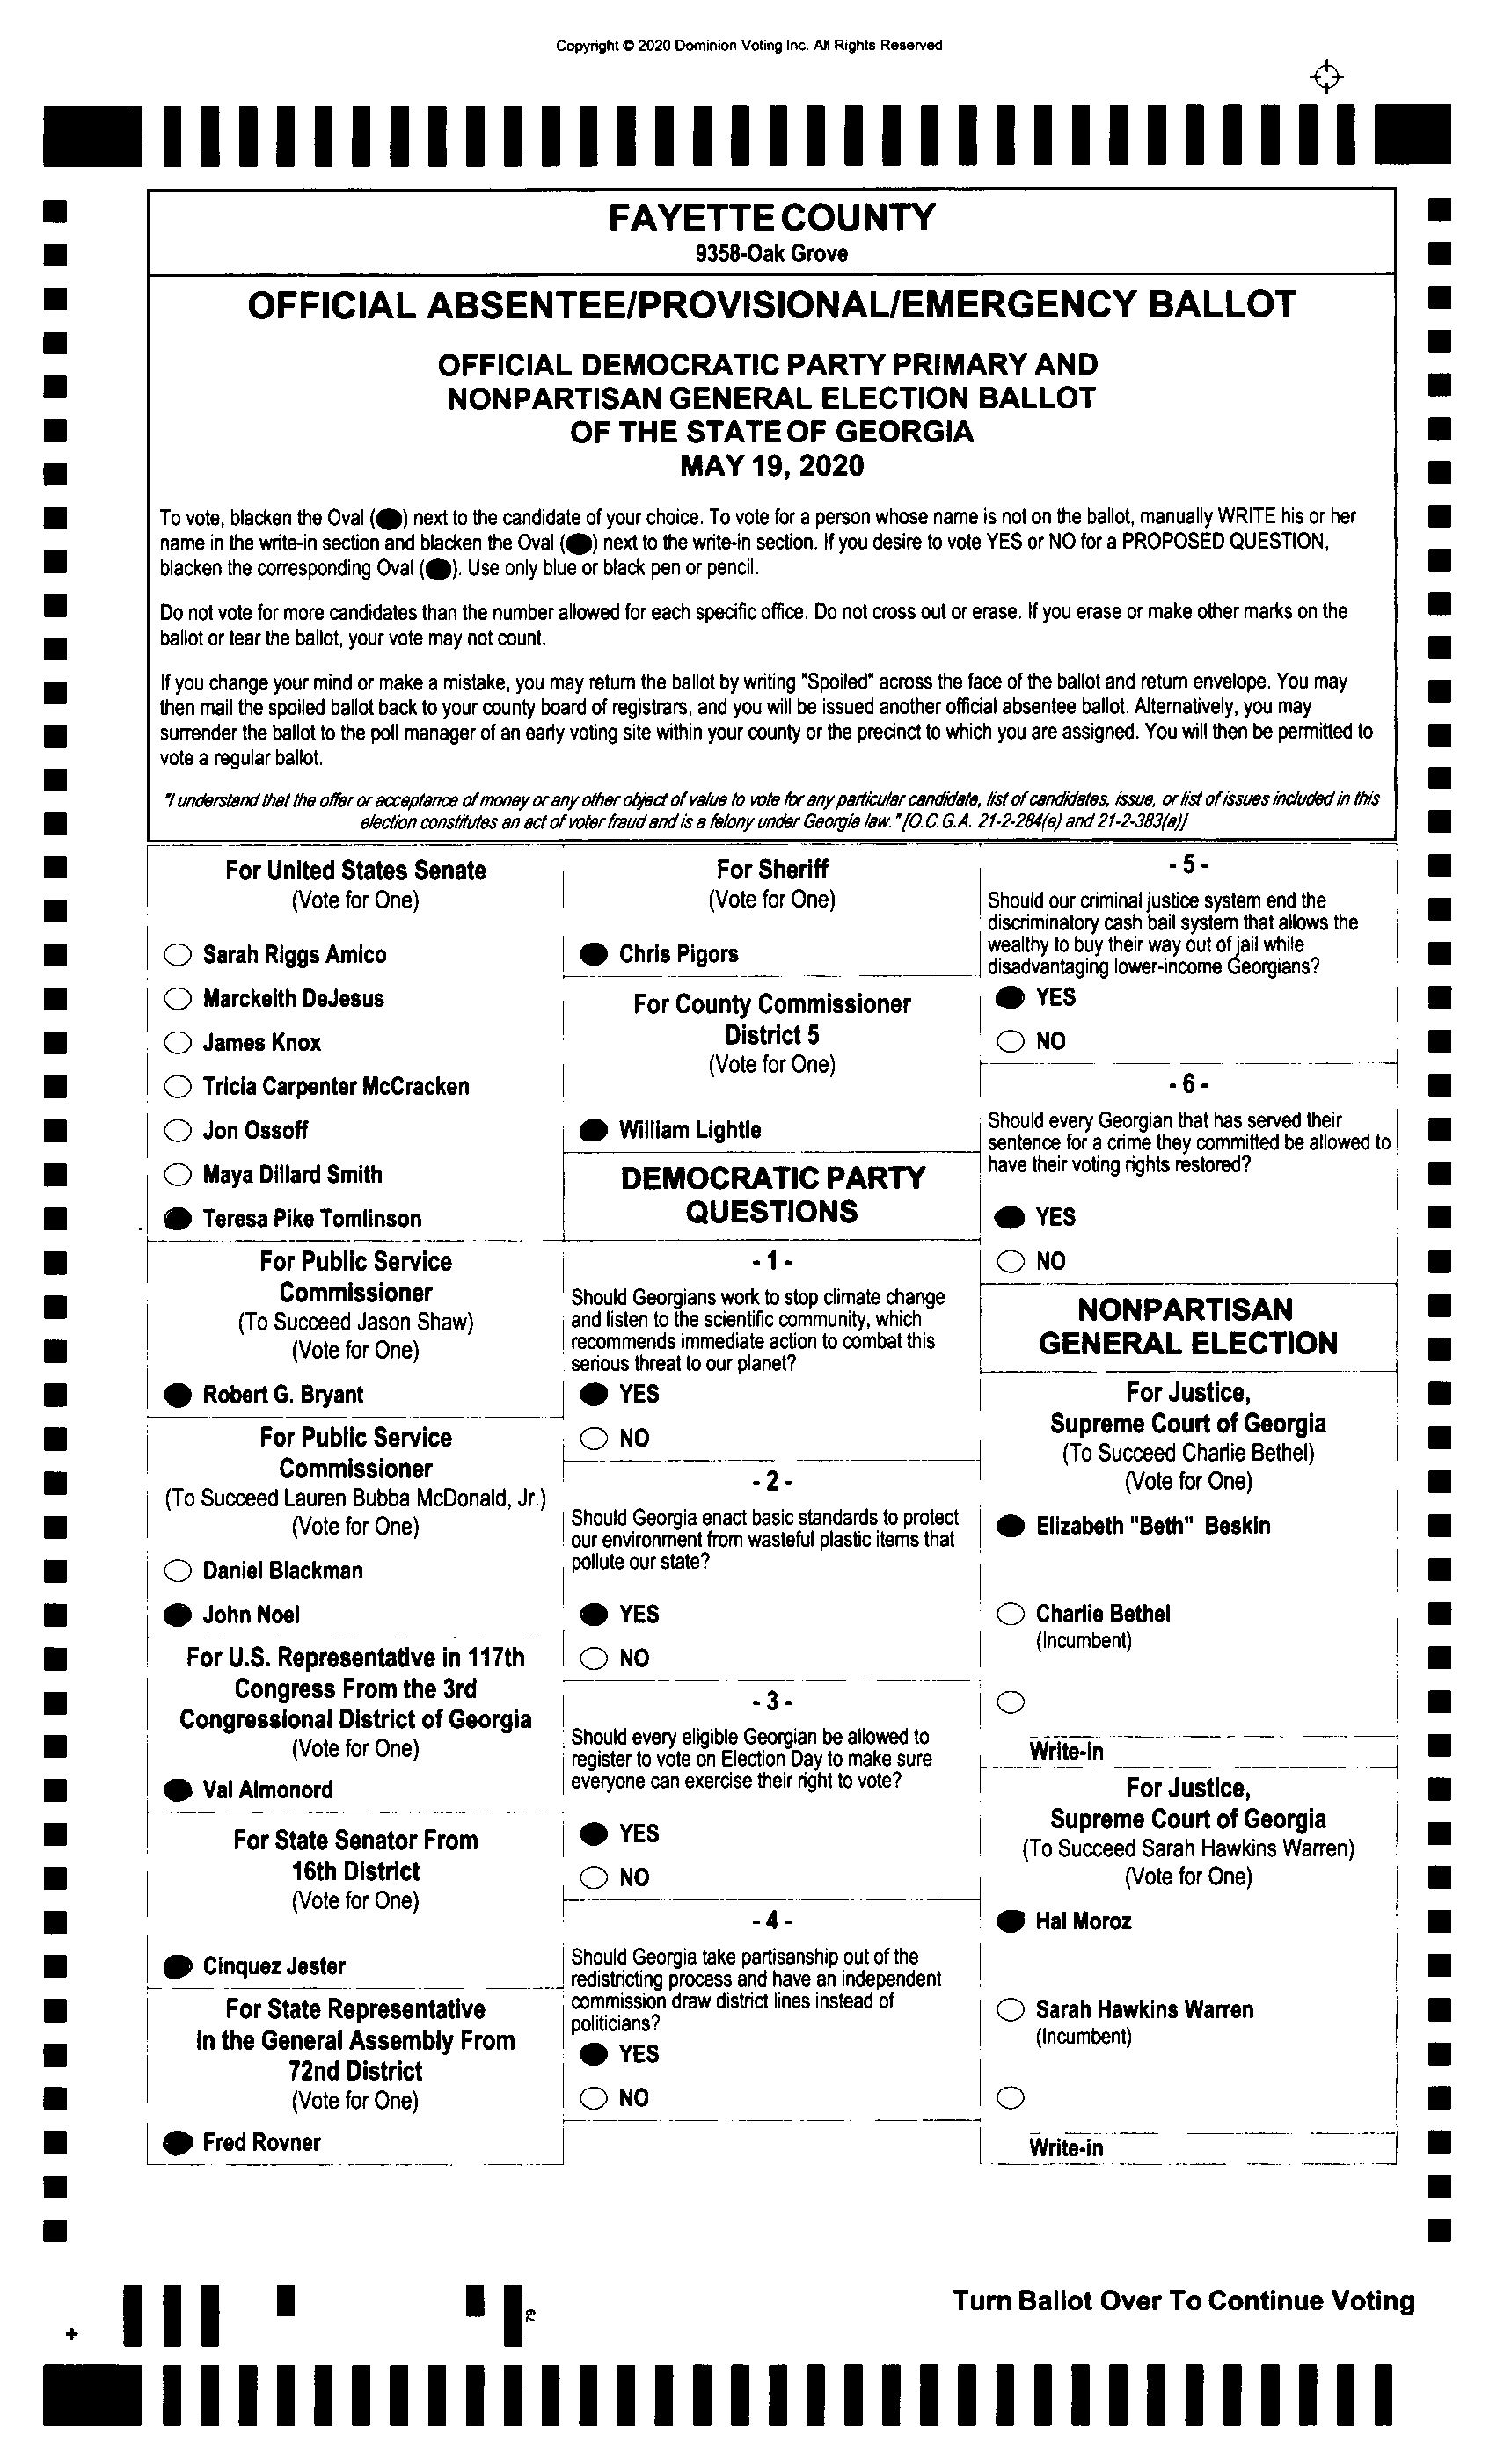 Copyright © 2020 Dominion Voting Inc. All Rights Reserved
FAYETTE COUNTY
9358-Oak Grove
OFFICIAL ABSENTEE/PROVISIONAL/EMERGENCY BALLOT
OFFICIAL DEMOCRATIC PARTY PRIMARY AND
NONPARTISAN GENERAL ELECTION BALLOT
OF THE STATE OF GEORGIA
MAY 19, 2020
To vote, blacken the Oval ( ) next to the candidate of your choice. To vote for a person whose name is not on the ballot, manually WRITE his or her
name in the write-in section and blacken the Oval ( ) next to the write-in section. If you desire to vote YES or NO for a PROPOSED QUESTION,
blacken the corresponding Oval ( ). Use only blue or black pen or pencil.
Do not vote for more candidates than the number allowed for each specific office. Do not cross out or erase. If you erase or make other marks on the
ballot or tear the ballot, your vote may not count.
If you change your mind or make a mistake, you may return the ballot by writing "Spoiled" across the face of the ballot and return envelope. You may
then mail the spoiled ballot back to your county board of registrars, and you will be issued another official absentee ballot. Alternatively, you may
surrender the ballot to the poll manager of an early voting site within your county or the precinct to which you are assigned. You will then be permitted to
vote a regular ballot.
"I understand that the offer or acceptance of money or any other object of value to vote for any particular candidate, list of candidates, issue, or list of issues included in this
election constitutes an act of voter fraud and is a felony under Georgia law."[O.C.G.A. 21-2-284(e) and 21-2-383(a)]
For United States Senate
(Vote for One)
Sarah Riggs Amico
Marckeith DeJesus
James Knox
Tricia Carpenter McCracken
Jon Ossoff
Maya Dillard Smith
Teresa Pike Tomlinson
For Public Service
Commissioner
(To Succeed Jason Shaw)
(Vote for One)
Robert G. Bryant
For Public Service
Commissioner
(To Succeed Lauren Bubba McDonald, Jr.)
(Vote for One)
Daniel Blackman
John Noel
For U.S. Representative in 117th
Congress From the 3rd
Congressional District of Georgia
(Vote for One)
Val Almonord
For State Senator From
16th District
(Vote for One)
Cinquez Jester
For State Representative
In the General Assembly From
72nd District
(Vote for One)
Fred Rovner
For Sheriff
(Vote for One)
Chris Pigors
For County Commissioner
District 5
(Vote for One)
William Lightle
DEMOCRATIC PARTY
QUESTIONS
- 1 -
Should Georgians work to stop climate change
and listen to the scientific community, which
recommends immediate action to combat this
serious threat to our planet?
YES
NO
- 2 -
Should Georgia enact basic standards to protect
our environment from wasteful plastic items that
pollute our state?
YES
NO
- 3 -
Should every eligible Georgian be allowed to
register to vote on Election Day to make sure
everyone can exercise their right to vote?
YES
NO
- 4 -
Should Georgia take partisanship out of the
redistricting process and have an independent
commission draw district lines instead of
politicians?
YES
NO
- 5 -
Should our criminal justice system end the
discriminatory cash bail system that allows the
wealthy to buy their way out of jail while
disadvantaging lower-income Georgians?
YES
NO
- 6 -
Should every Georgian that has served their
sentence for a crime they committed be allowed to
have their voting rights restored?
YES
NO
NONPARTISAN
GENERAL ELECTION
For Justice,
Supreme Court of Georgia
(To Succeed Charlie Bethel)
(Vote for One)
Elizabeth "Beth" Beskin
Charlie Bethel
(Incumbent)
Write-in
For Justice,
Supreme Court of Georgia
(To Succeed Sarah Hawkins Warren)
(Vote for One)
Hal Moroz
Sarah Hawkins Warren
(Incumbent)
Write-in
79
Turn Ballot Over To Continue Voting